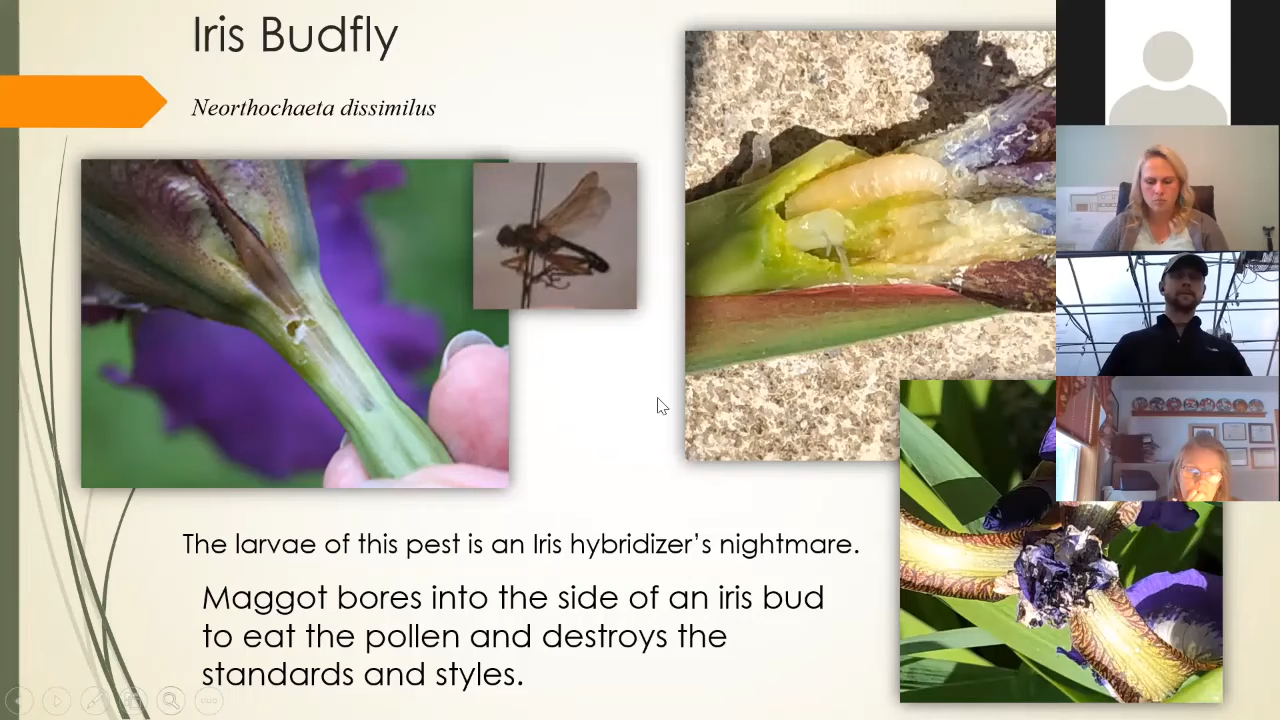 Iris Budfly
Neorthochaeta dissimilus
The larvae of this pest is an Iris hybridizer’s nightmare.
Maggot bores into the side of an iris bud
to eat the pollen and destroys the
standards and styles.